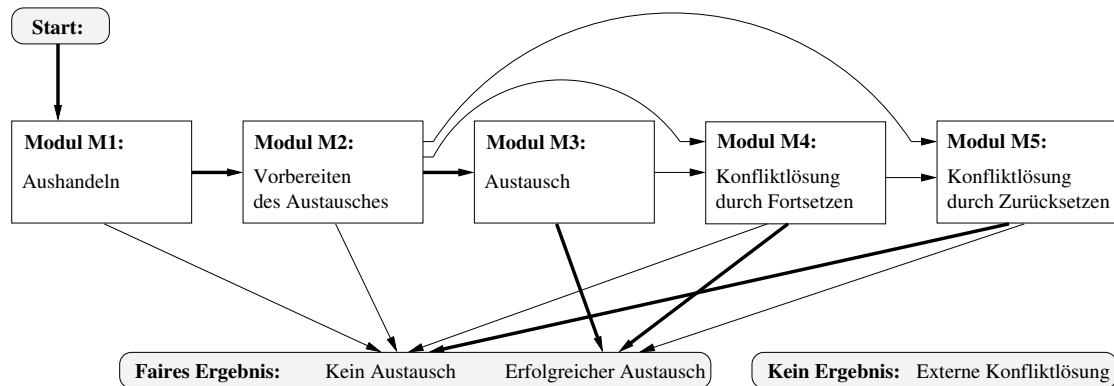 Start:
Modul M1:
Aushandeln
Modul M2:
Vorbereiten
des Austausches
Modul M3:
Austausch
Modul M4:
Konfliktlösung
durch Fortsetzen
Modul M5:
Konfliktlösung
durch Zurücksetzen
Faires Ergebnis: Kein Austausch Erfolgreicher Austausch
Kein Ergebnis: Externe Konfliktlösung